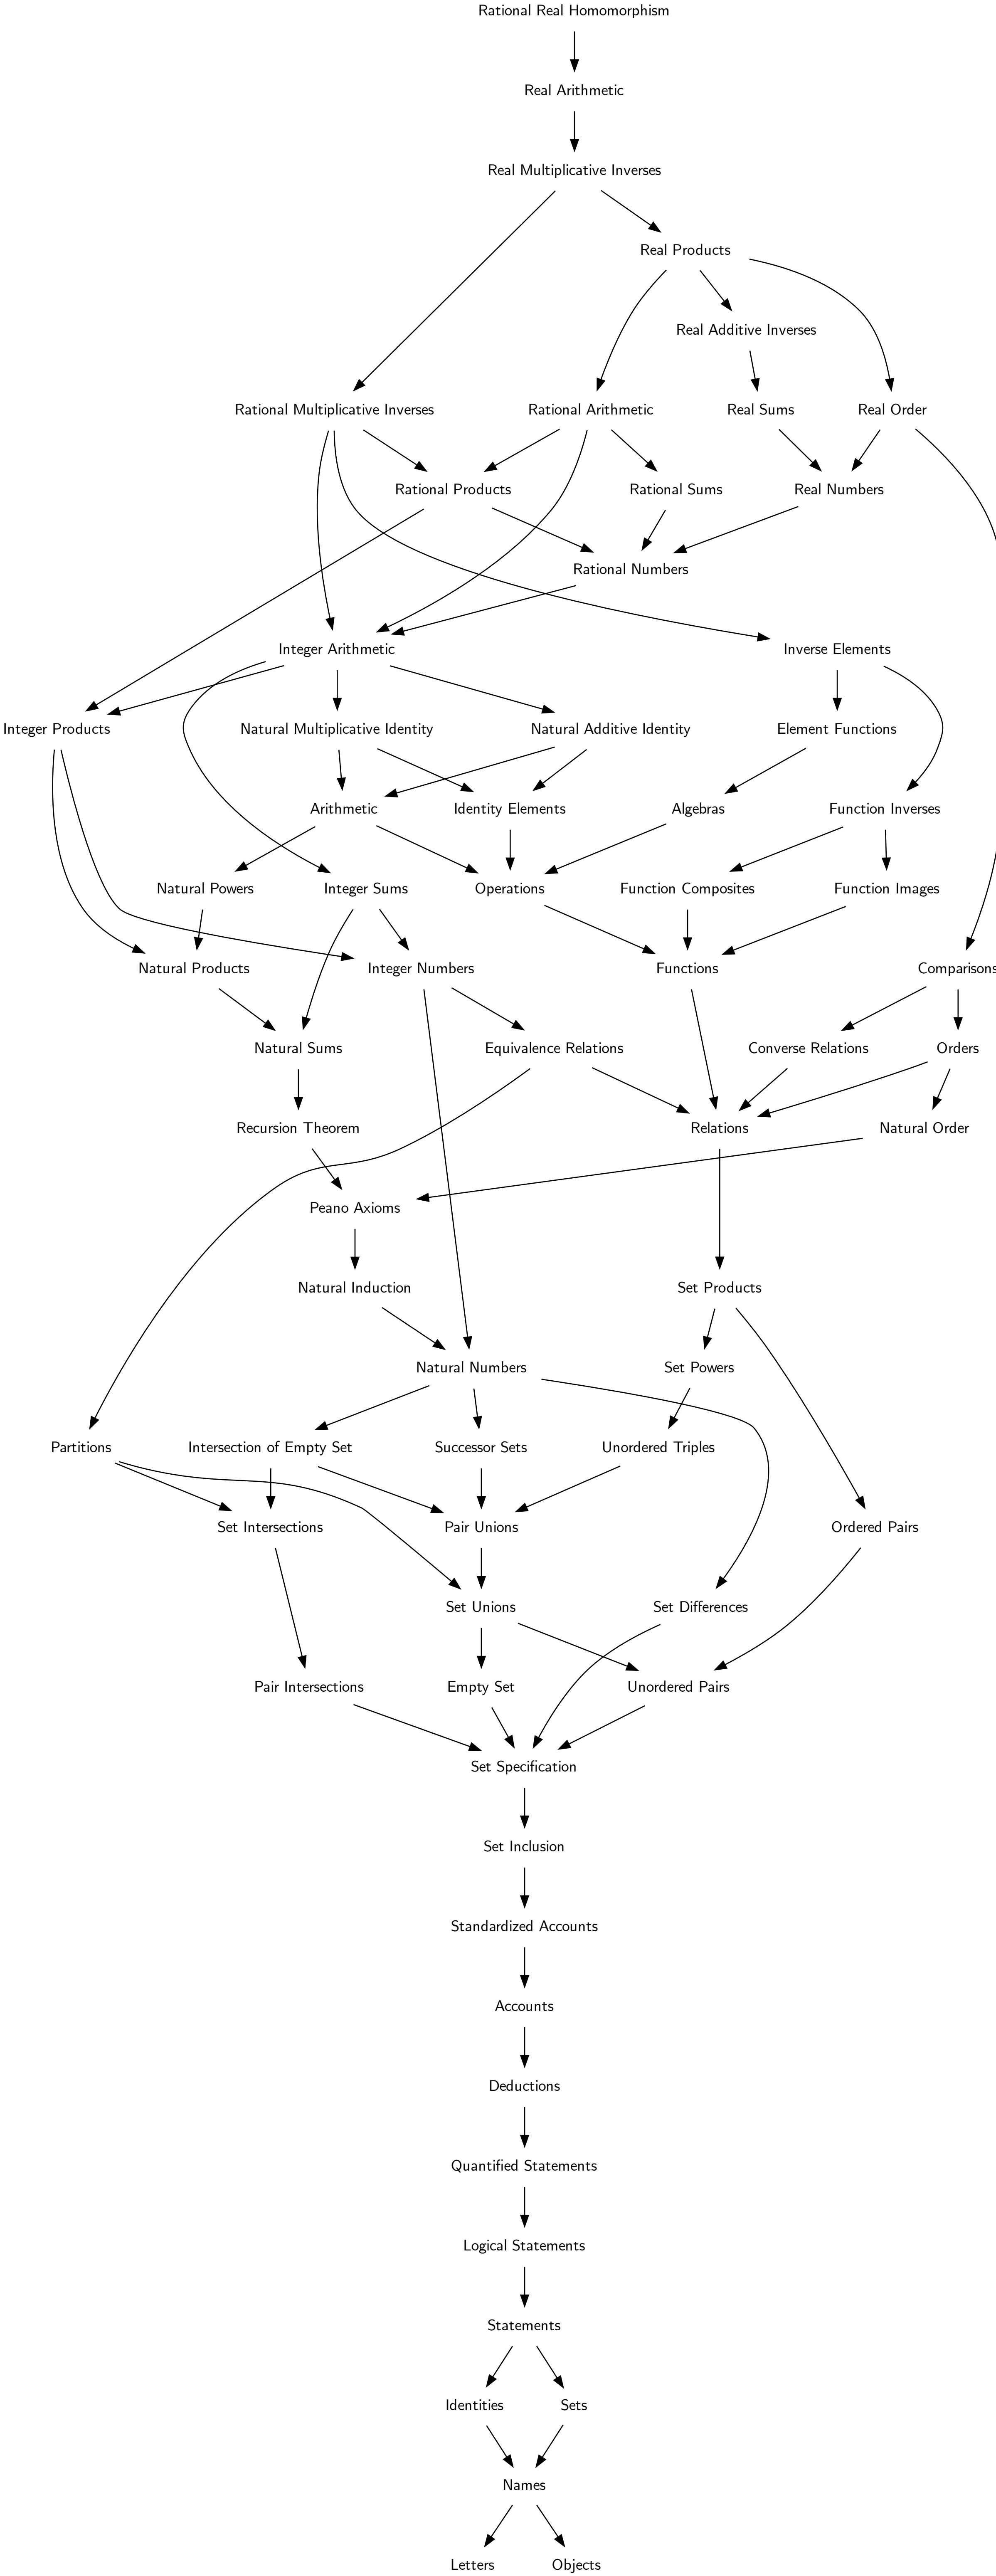 Rational Real Homomorphism
Real Arithmetic
Real Multiplicative Inverses
Real Products
Real Additive Inverses
Rational Multiplicative Inverses
Rational Arithmetic
Real Sums
Real Order
Rational Products
Rational Sums
Real Numbers
Rational Numbers
Integer Arithmetic
Inverse Elements
Integer Products
Natural Multiplicative Identity
Natural Additive Identity
Element Functions
Arithmetic
Identity Elements
Algebras
Function Inverses
Natural Powers
Integer Sums
Operations
Function Composites
Function Images
Natural Products
Integer Numbers
Functions
Comparisons
Natural Sums
Equivalence Relations
Converse Relations
Orders
Recursion Theorem
Relations
Natural Order
Peano Axioms
Natural Induction
Set Products
Natural Numbers
Set Powers
Partitions
Intersection of Empty Set
Successor Sets
Unordered Triples
Set Intersections
Pair Unions
Ordered Pairs
Set Unions
Set Differences
Pair Intersections
Empty Set
Unordered Pairs
Set Specification
Set Inclusion
Standardized Accounts
Accounts
Deductions
Quantified Statements
Logical Statements
Statements
Identities
Sets
Names
Letters
Objects